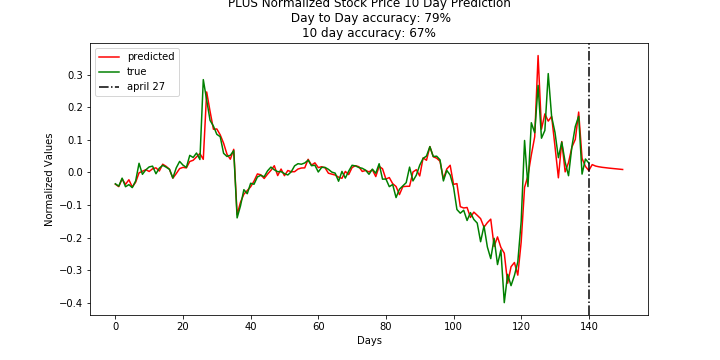 PLUS Normalized Stock Price 10 Day Prediction
Day to Day accuracy: 79%
10 day accuracy: 67%
predicted
true
april 27
Normalized Values
0.3
0.2
0.1
0.0
−0.1
−0.2
−0.3
−0.4
0
20
40
60
80
100
120
140
Days